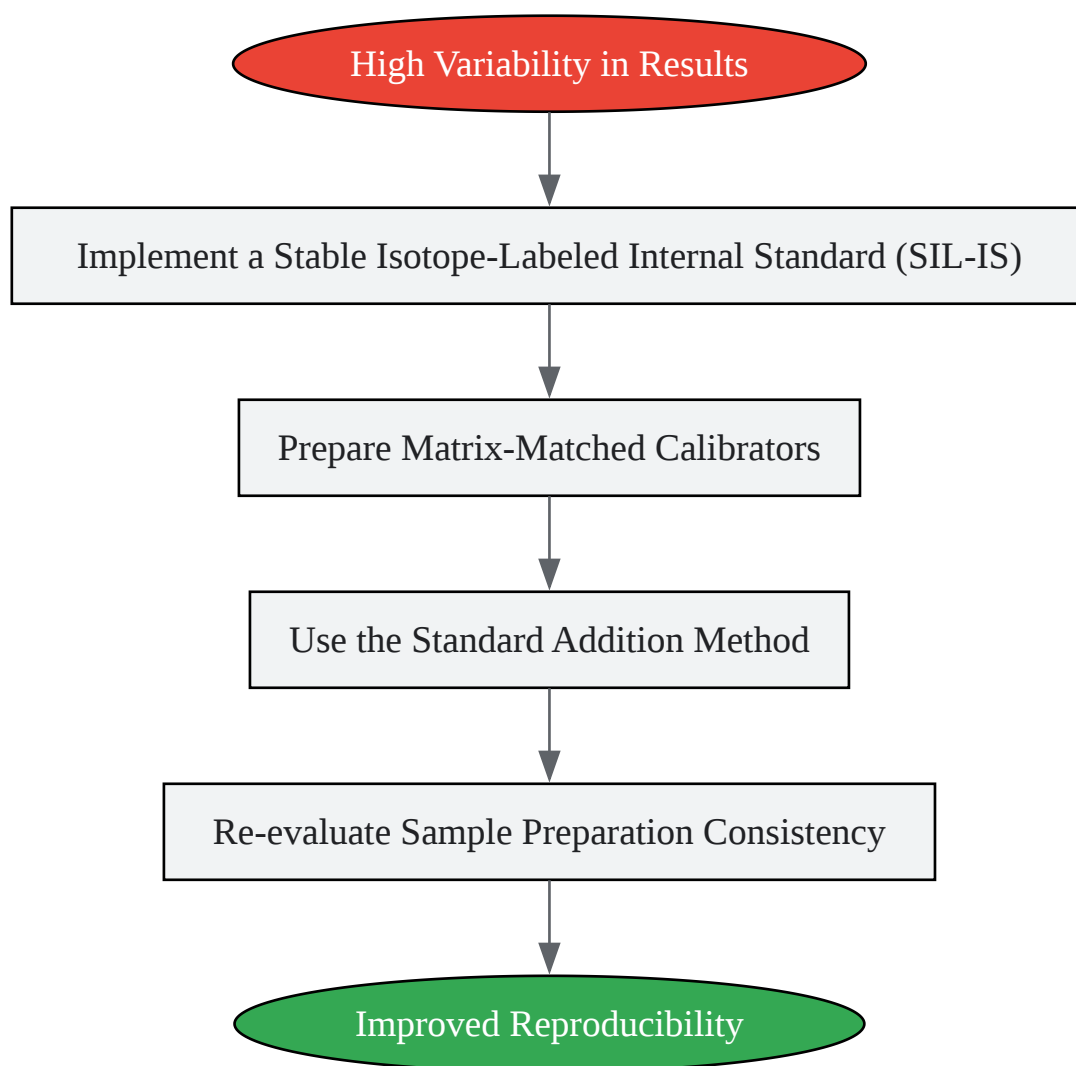 High Variability in Results
Implement a Stable Isotope-Labeled Internal Standard (SIL-IS)
Prepare Matrix-Matched Calibrators
Use the Standard Addition Method
Re-evaluate Sample Preparation Consistency
Improved Reproducibility